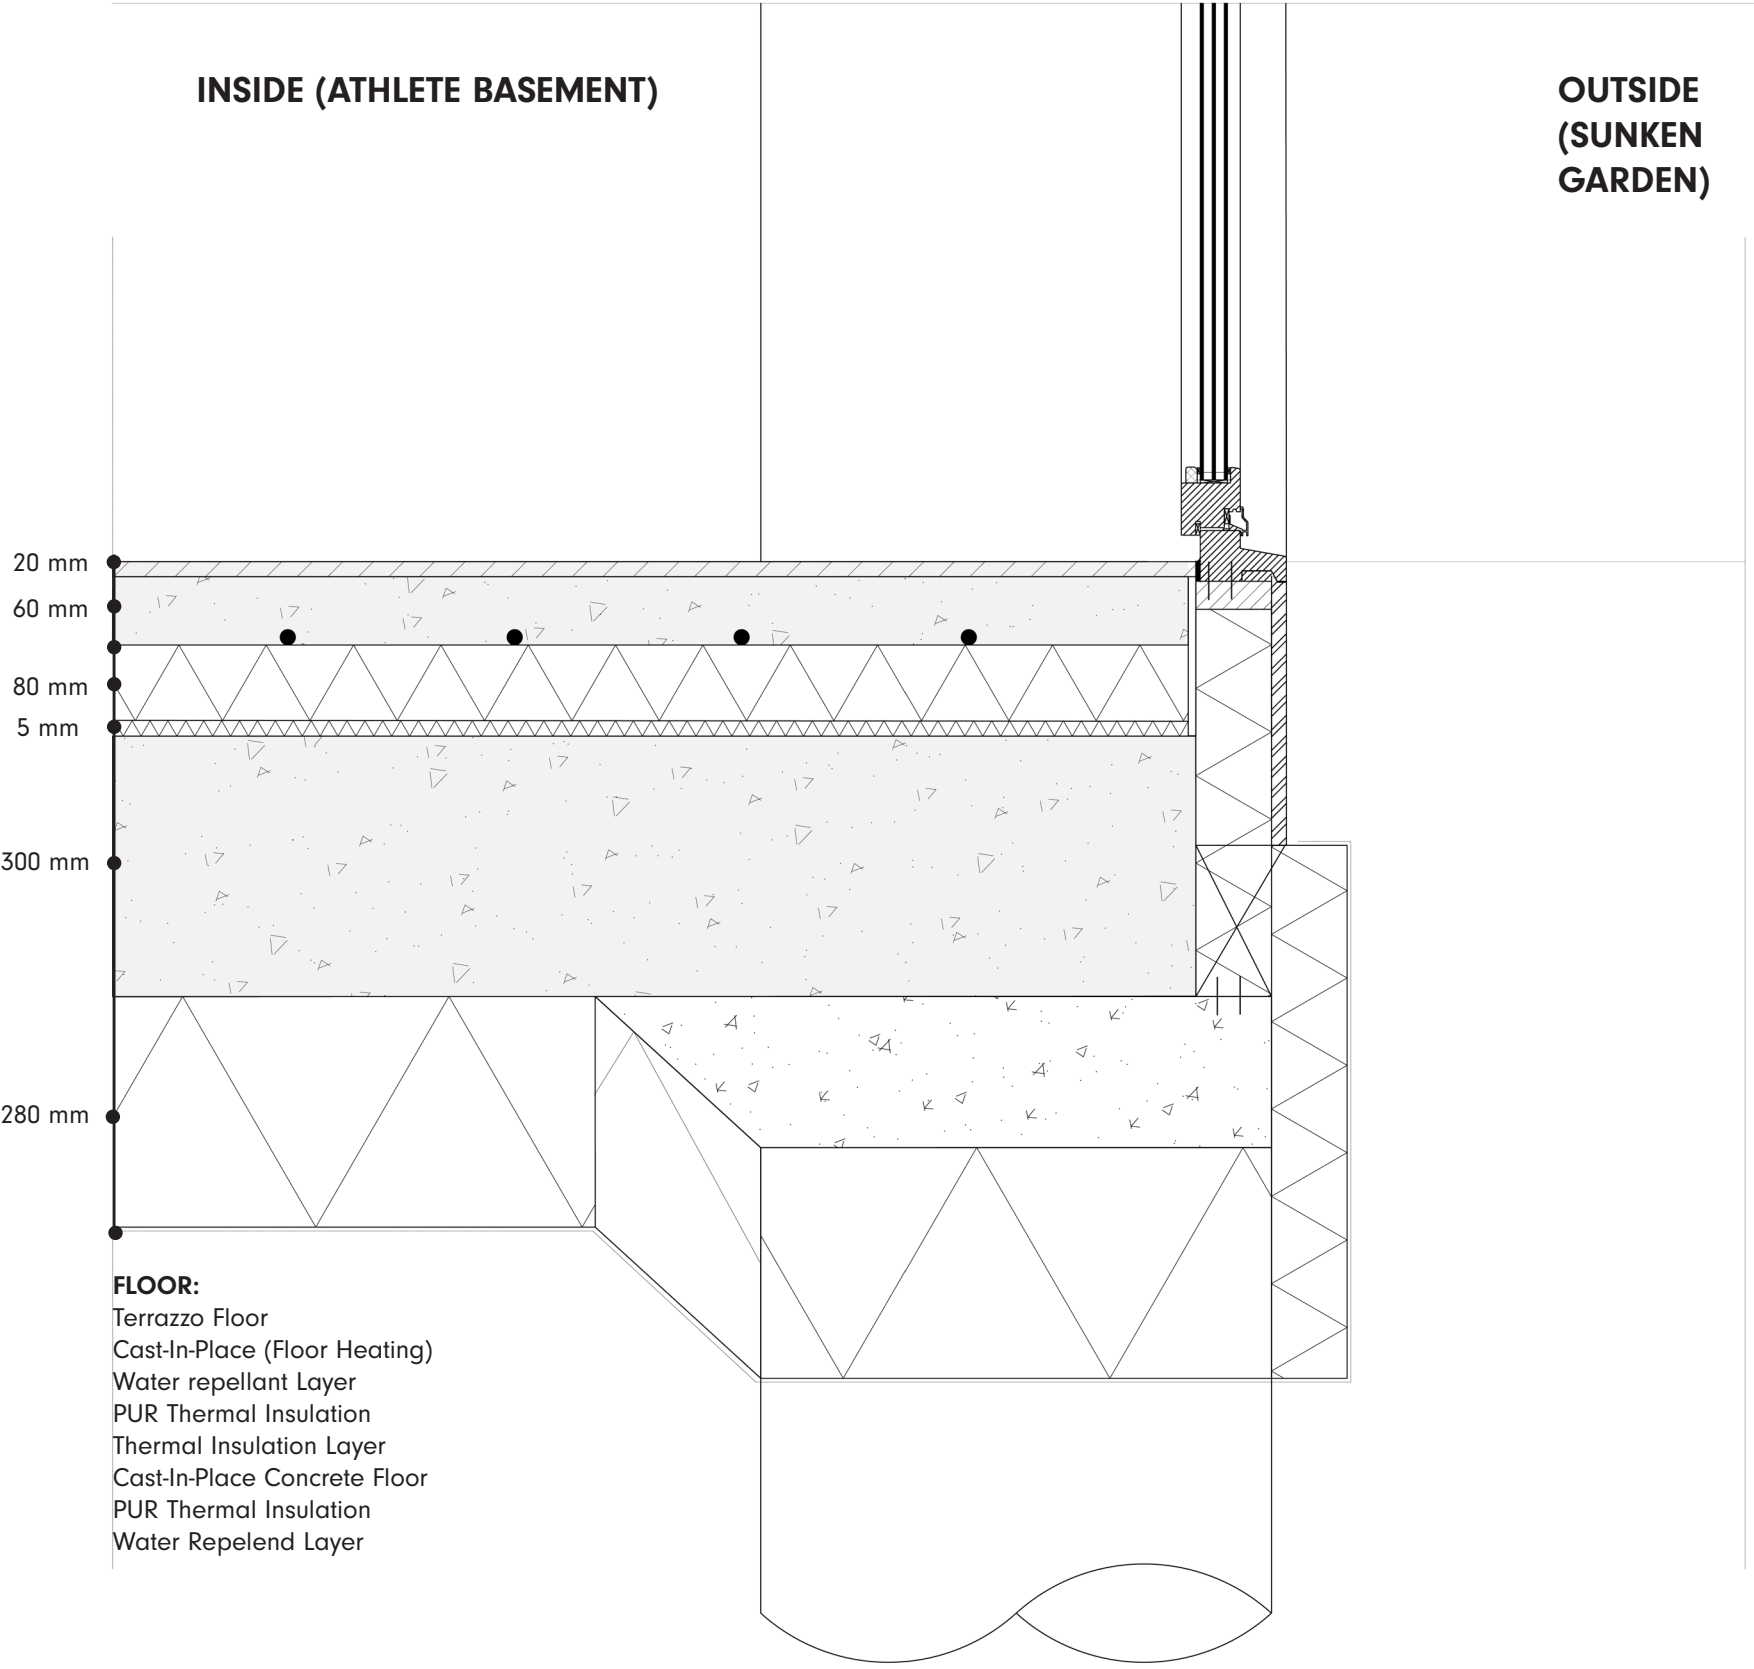 INSIDE (ATHLETE BASEMENT)
OUTSIDE
(SUNKEN
GARDEN)
20 mm
60 mm
80 mm
5 mm
300 mm
280 mm
FLOOR:
Terrazzo Floor
Cast-In-Place (Floor Heating)
Water repellant Layer
PUR Thermal Insulation
Thermal Insulation Layer
Cast-In-Place Concrete Floor
PUR Thermal Insulation
Water Repelend Layer